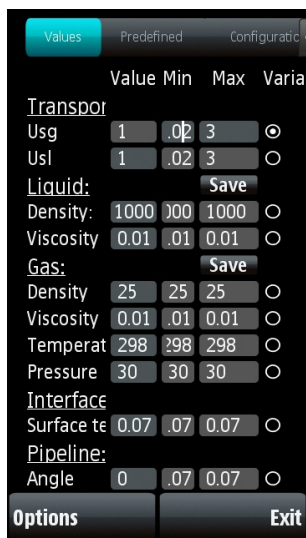 Values Predefined Configuratic
Value Min Max Varia
Transpor
Usg 1 .02 3
Usl 1 .02 3
Liquid: Save
Density: 1000 000 1000
Viscosity 0.01 .01 0.01
Gas: Save
Density 25 25 25
Viscosity 0.01 .01 0.01
Temperat 298 298 298
Pressure 30 30 30
Interface
Surface te 0.07 .07 0.07
Pipeline:
Angle 0 .07 0.07
Options Exit